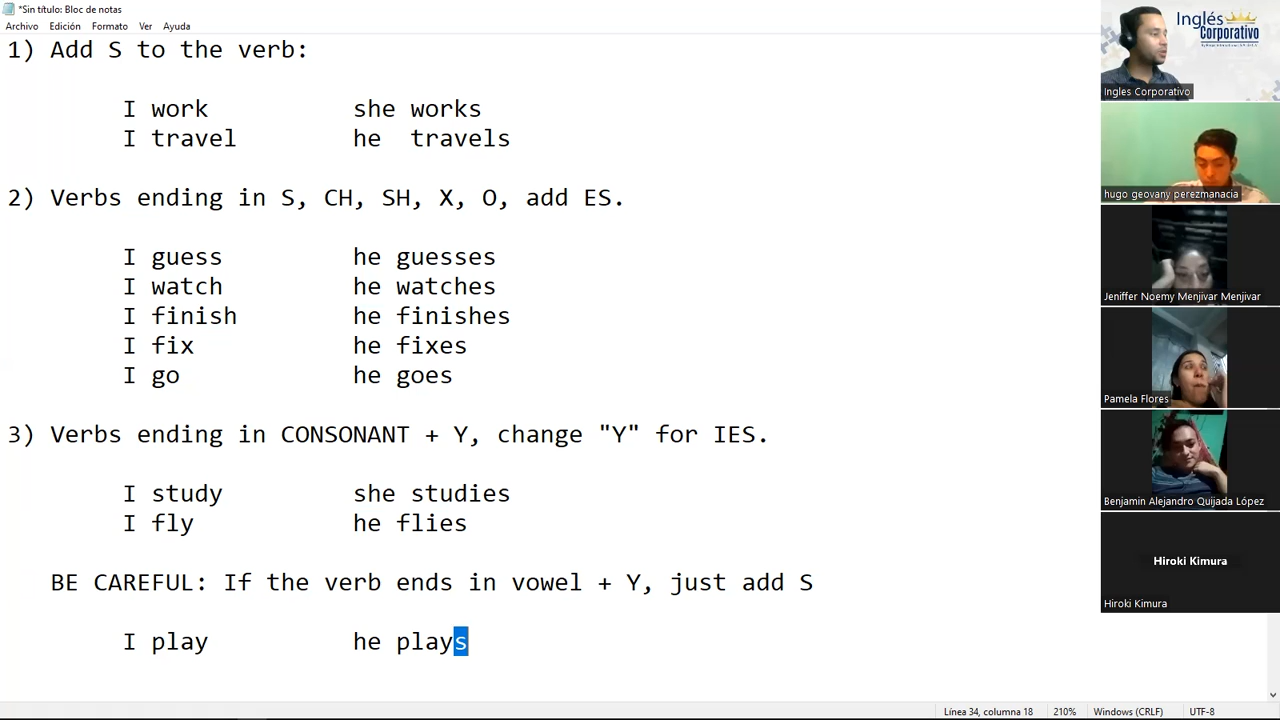 *Sin título: Bloc de notas
Archivo Edición Formato Ver Ayuda
1) Add S to the verb:
I work she works
I travel he travels
2) Verbs ending in S, CH, SH, X, O, add ES.
I guess he guesses
I watch he watches
I finish he finishes
I fix he fixes
I go he goes
3) Verbs ending in CONSONANT + Y, change "Y" for IES.
I study she studies
I fly he flies
BE CAREFUL: If the verb ends in vowel + Y, just add S
I play he plays
Línea 34, columna 18 210% Windows (CRLF) UTF-8
Inglés
Corporativo
Ingles Corporativo
hugo geovany perezmanacia
Jeniffer Noemy Menjivar Menjivar
Pamela Flores
Benjamin Alejandro Quijada López
Hiroki Kimura
Hiroki Kimura